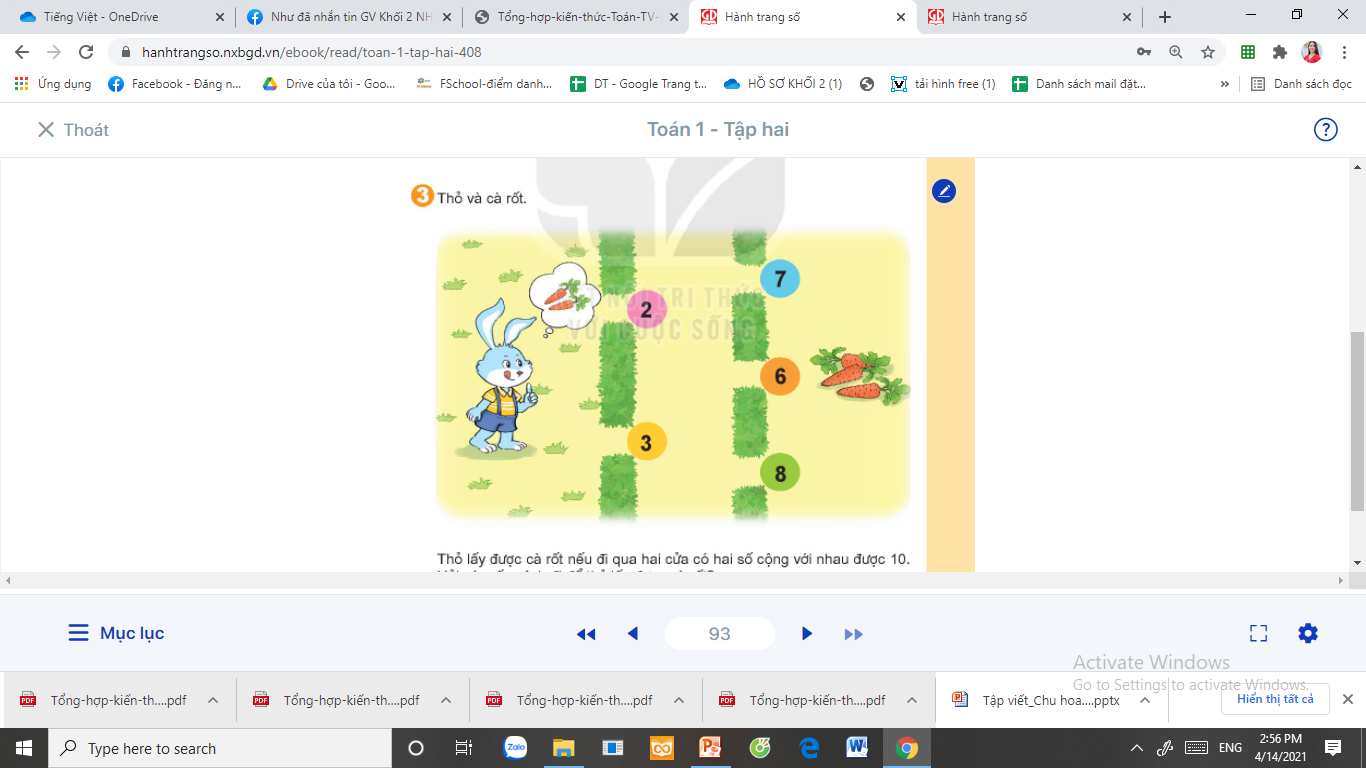 Tiếng Việt - OneDrive
Như đã nhắn tin GV Khối 2 NH
Tổng-hợp-kiến-thức-Toán-TV-
Hành trang số
Hành trang số
hanhtrangso.nxbgd.vn/ebook/read/toan-1-tap-hai-408
Ứng dụng
Facebook - Đăng n...
Drive của tôi - Goo...
FSchool-điểm danh...
DT - Google Trang t...
HỒ SƠ KHỐI 2 (1)
tải hình free (1)
Danh sách mail đặt...
»
Danh sách đọc
Thoát
Toán 1 - Tập hai
?
3 Thỏ và cà rốt.
7
2
NỐI TRI THỨC
VỚI CUỘC SỐNG
6
3
8
Thỏ lấy được cà rốt nếu đi qua hai cửa có hai số cộng với nhau được 10.
Mục lục
93
Activate Windows
Go to Settings to activate Windows.
Tổng-hợp-kiến-th....pdf
Tổng-hợp-kiến-th....pdf
Tổng-hợp-kiến-th....pdf
Tổng-hợp-kiến-th....pdf
Tập viết_Chu hoa....pptx
Hiển thị tất cả
Type here to search
Zalo
ENG
2:56 PM
4/14/2021